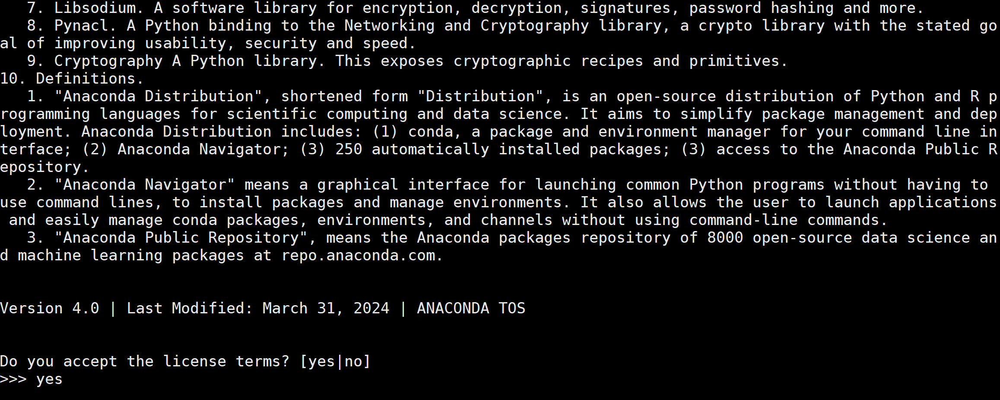 7. Libsodium. A software library for encryption, decryption, signatures, password hashing and more.
   8. Pynacl. A Python binding to the Networking and Cryptography library, a crypto library with the stated go
al of improving usability, security and speed.
   9. Cryptography A Python library. This exposes cryptographic recipes and primitives.
10. Definitions.
   1. "Anaconda Distribution", shortened form "Distribution", is an open-source distribution of Python and R p
rogramming languages for scientific computing and data science. It aims to simplify package management and dep
loyment. Anaconda Distribution includes: (1) conda, a package and environment manager for your command line in
terface; (2) Anaconda Navigator; (3) 250 automatically installed packages; (3) access to the Anaconda Public R
epository.
   2. "Anaconda Navigator" means a graphical interface for launching common Python programs without having to
use command lines, to install packages and manage environments. It also allows the user to launch applications
 and easily manage conda packages, environments, and channels without using command-line commands.
   3. "Anaconda Public Repository", means the Anaconda packages repository of 8000 open-source data science an
d machine learning packages at repo.anaconda.com.
Version 4.0 | Last Modified: March 31, 2024 | ANACONDA TOS
Do you accept the license terms? [yes|no]
>>> yes